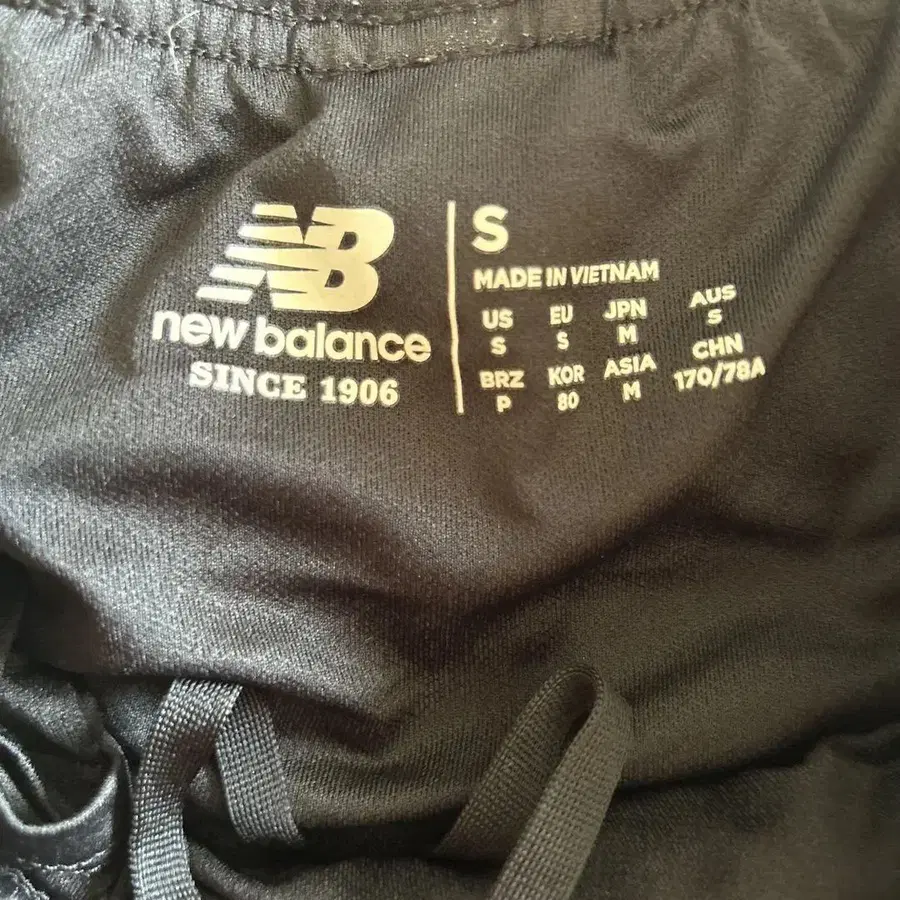 NB
new balance
SINCE 1906
S
MADE IN VIETNAM
US EU JPN AUS
S S M S
BRZ KOR ASIA CHN
P 80 M 170/78A